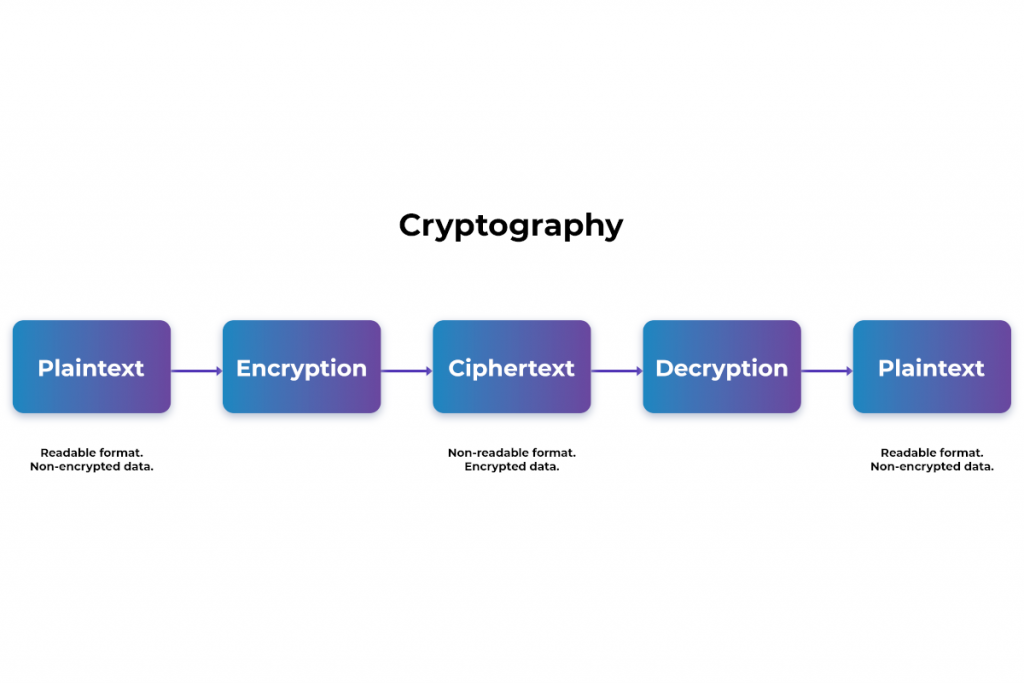 Cryptography
Plaintext
Encryption
Ciphertext
Decryption
Plaintext
Readable format.
Non-encrypted data.
Non-readable format.
Encrypted data.
Readable format.
Non-encrypted data.